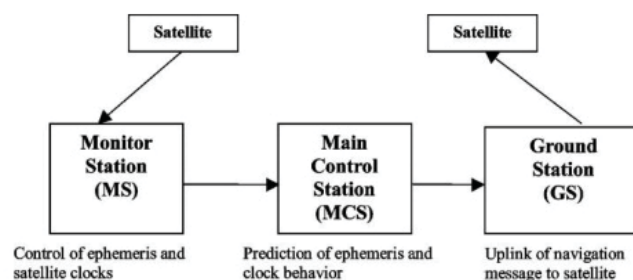 Satellite
Satellite
Monitor
Station
(MS)
Main
Control
Station
(MCS)
Ground
Station
(GS)
Control of ephemeris and
satellite clocks
Prediction of ephemeris and
clock behavior
Uplink of navigation
message to satellite